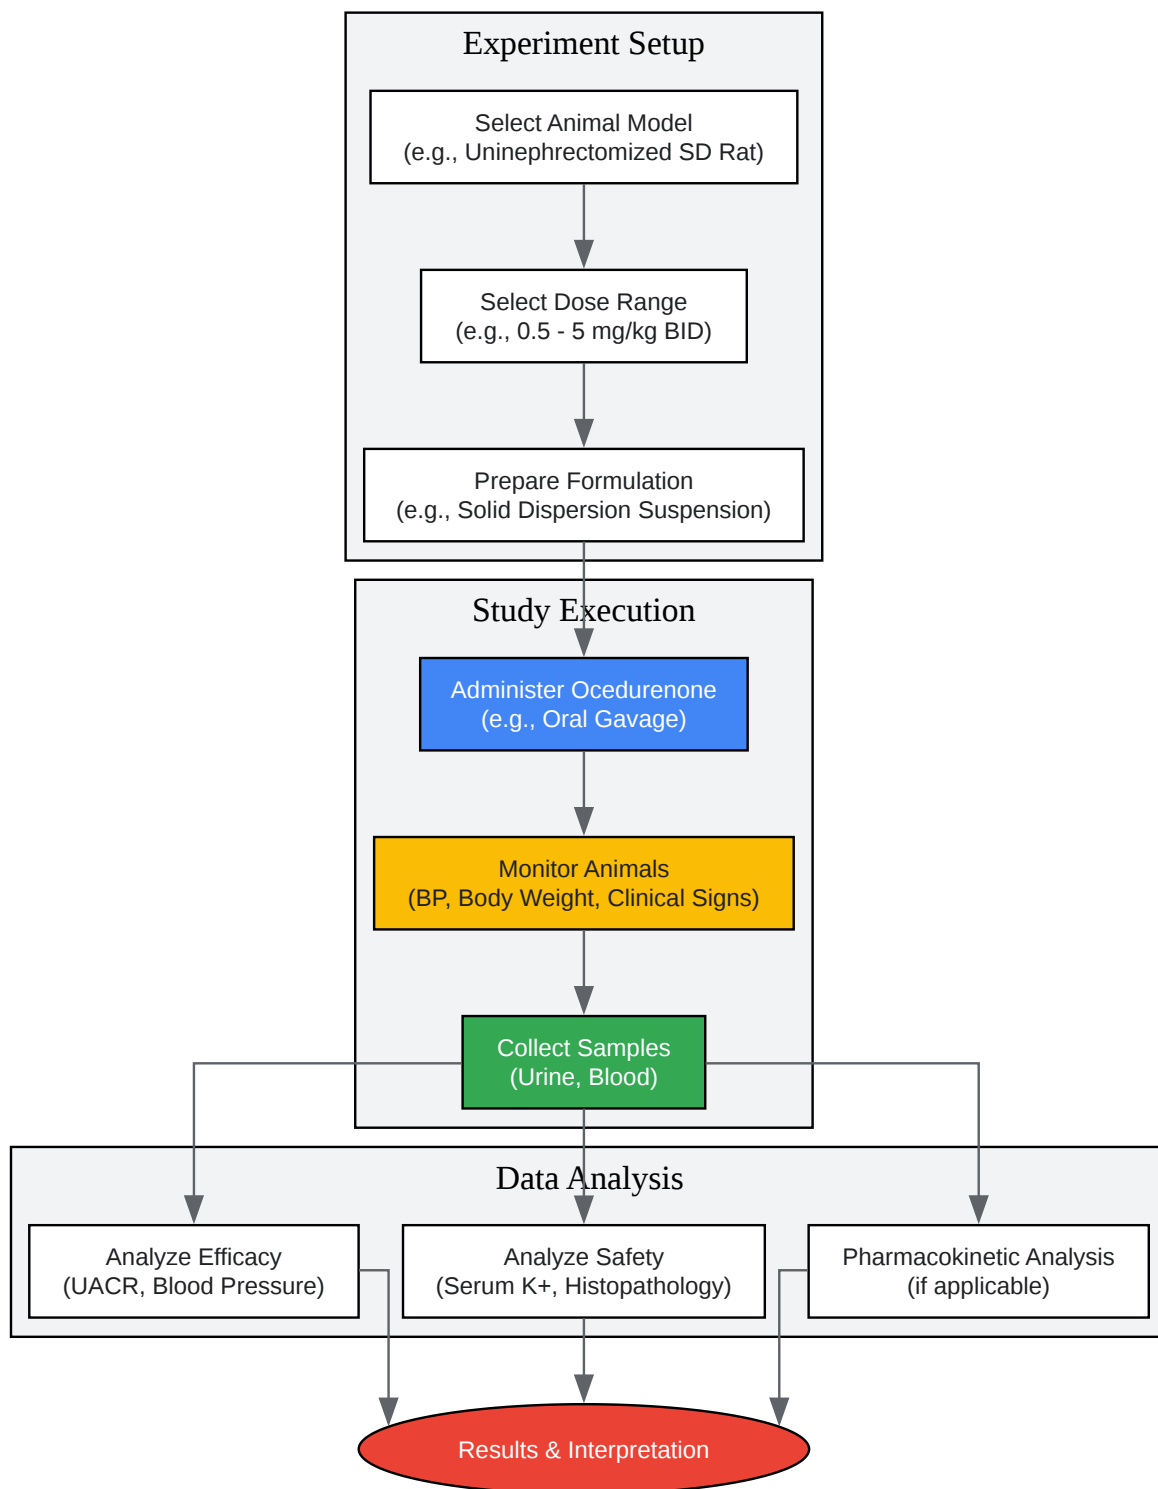 Experiment Setup
Select Animal Model
(e.g., Uninephrectomized SD Rat)
Select Dose Range
(e.g., 0.5 - 5 mg/kg BID)
Prepare Formulation
(e.g., Solid Dispersion Suspension)
Study Execution
Administer Ocedurenone
(e.g., Oral Gavage)
Monitor Animals
(BP, Body Weight, Clinical Signs)
Collect Samples
(Urine, Blood)
Data Analysis
Analyze Efficacy
(UACR, Blood Pressure)
Analyze Safety
(Serum K+, Histopathology)
Pharmacokinetic Analysis
(if applicable)
Results & Interpretation